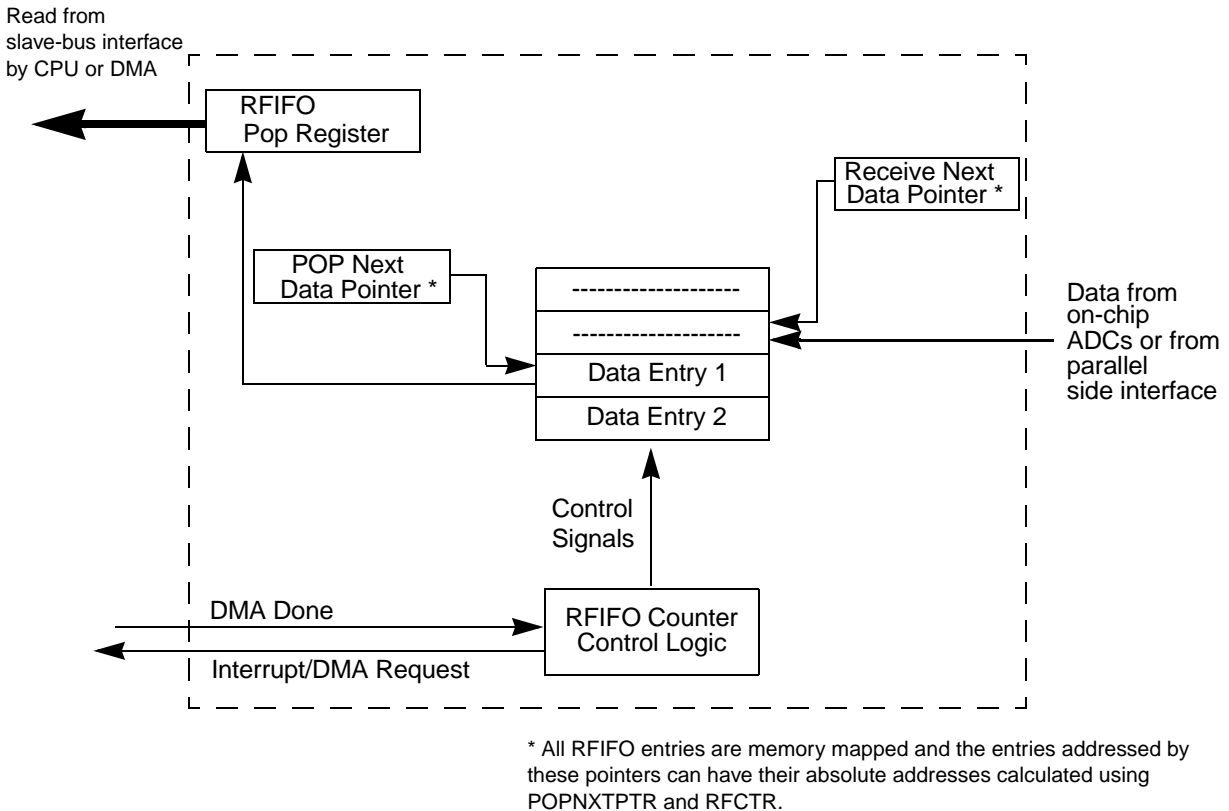 Read from
slave-bus interface
by CPU or DMA
RFIFO
Pop Register
Receive Next
Data Pointer *
POP Next
Data Pointer *
--------------------
--------------------
Data Entry 1
Data Entry 2
Data from
on-chip
ADCs or from
parallel
side interface
Control
Signals
DMA Done
RFIFO Counter
Control Logic
Interrupt/DMA Request
* All RFIFO entries are memory mapped and the entries addressed by
these pointers can have their absolute addresses calculated using
POPNXTPTR and RFCTR.